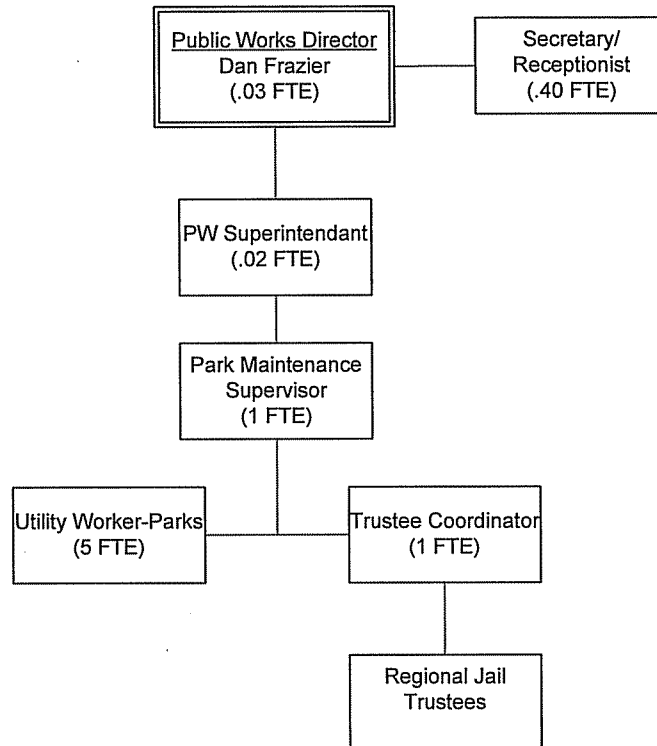 Public Works Director
Dan Frazier
(.03 FTE)
Secretary/
Receptionist
(.40 FTE)
PW Superintendant
(.02 FTE)
Park Maintenance
Supervisor
(1 FTE)
Utility Worker-Parks
(5 FTE)
Trustee Coordinator
(1 FTE)
Regional Jail
Trustees